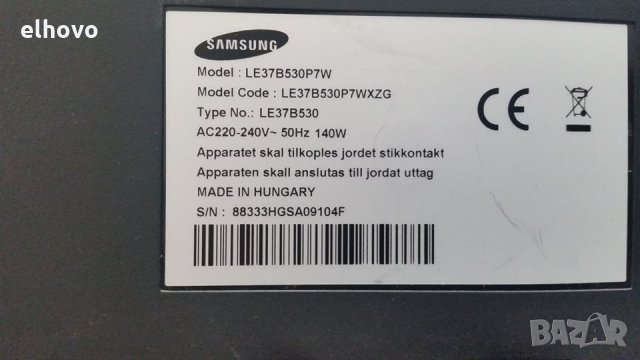 elhovo
SAMSUNG
Model : LE37B530P7W
Model Code : LE37B530P7WXZG
Type No.: LE37B530
AC220-240V~ 50Hz 140W
Apparatet skal tilkoples jordet stikkontakt
Apparaten skall anslutas till jordat uttag
MADE IN HUNGARY
S/N : 88333HGSA09104F
CE
BAZAR